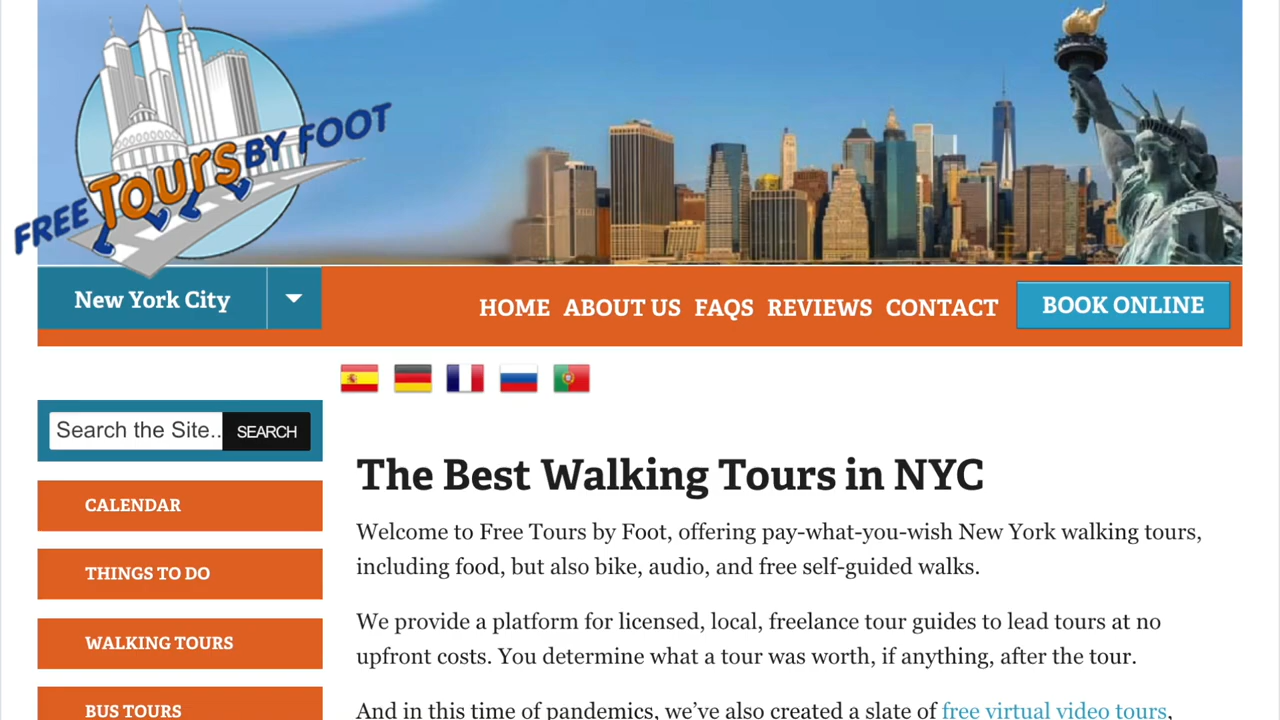 FREE TOURS BY FOOT
New York City
HOME ABOUT US FAQS REVIEWS CONTACT BOOK ONLINE
Search the Site.. SEARCH
CALENDAR
THINGS TO DO
WALKING TOURS
BUS TOURS
The Best Walking Tours in NYC
Welcome to Free Tours by Foot, offering pay-what-you-wish New York walking tours,
including food, but also bike, audio, and free self-guided walks.
We provide a platform for licensed, local, freelance tour guides to lead tours at no
upfront costs. You determine what a tour was worth, if anything, after the tour.
And in this time of pandemics, we’ve also created a slate of free virtual video tours,